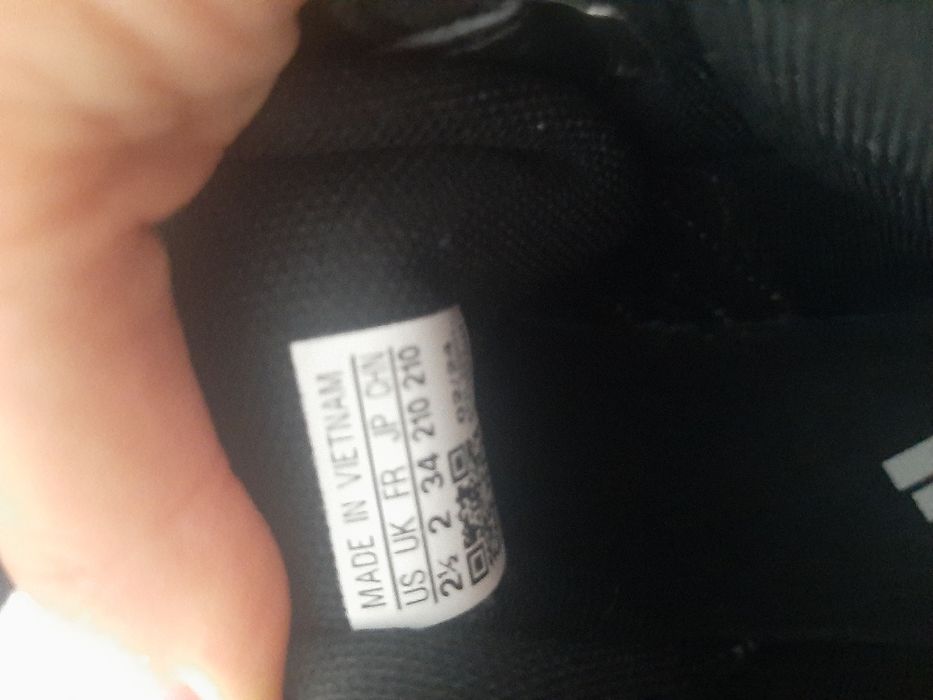 MADE IN VIETNAM
US UK FR JP CHN
2½ 2 34 210 210